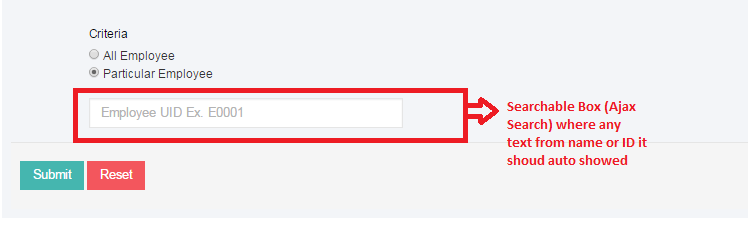 Criteria
All Employee
Particular Employee
Employee UID Ex. E0001
Searchable Box (Ajax
Search) where any
text from name or ID it
shoud auto showed
Submit
Reset